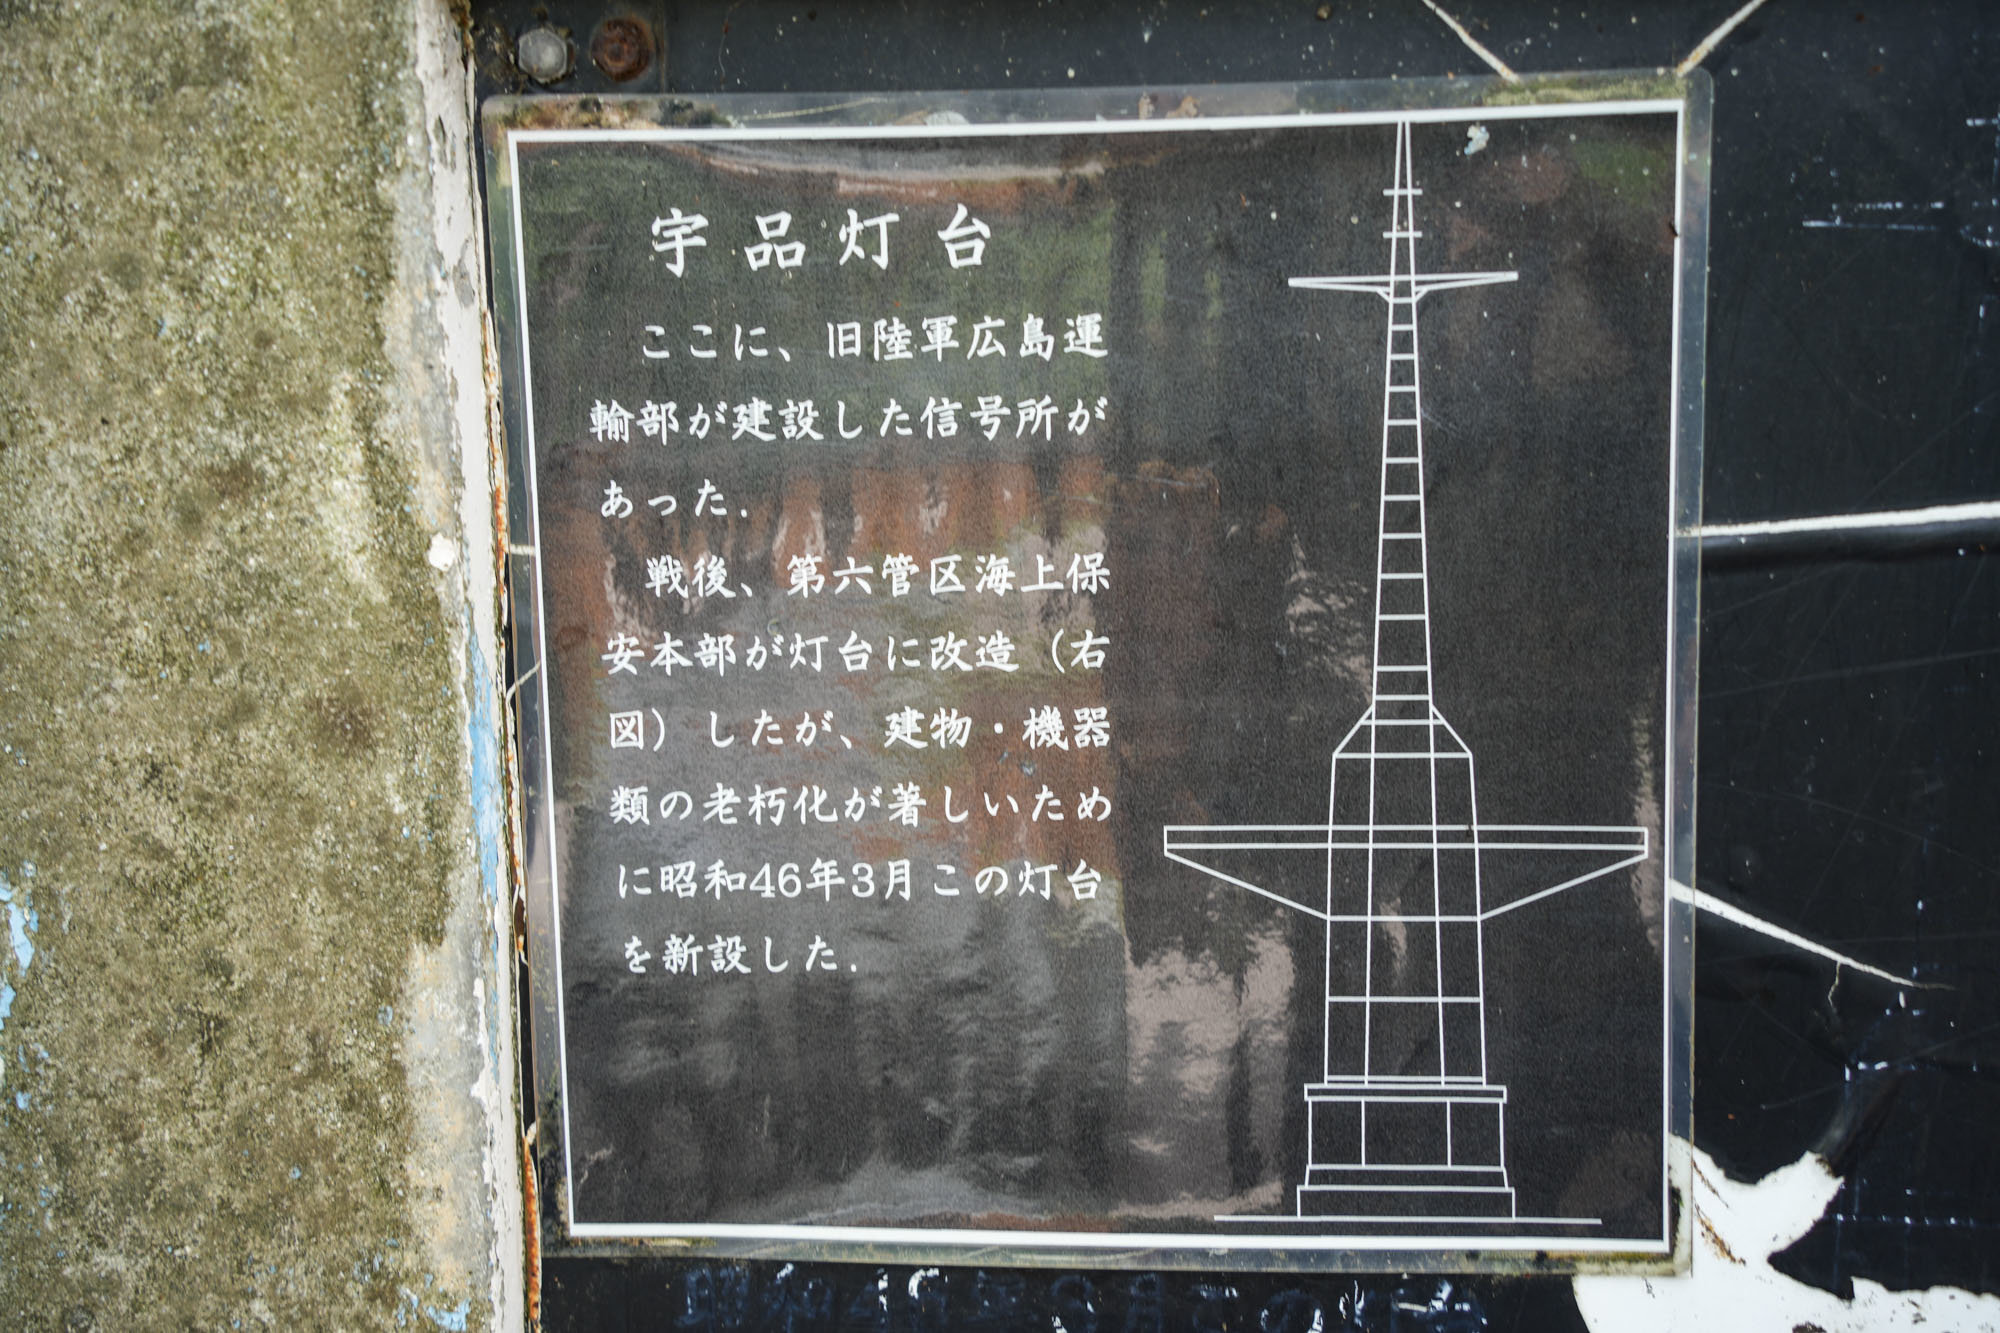 宇品灯台
ここに、旧陸軍広島運
輸部が建設した信号所が
あった.
戦後、第六管区海上保
安本部が灯台に改造（右
図）したが、建物・機器
類の老朽化が著しいため
に昭和46年3月この灯台
を新設した.